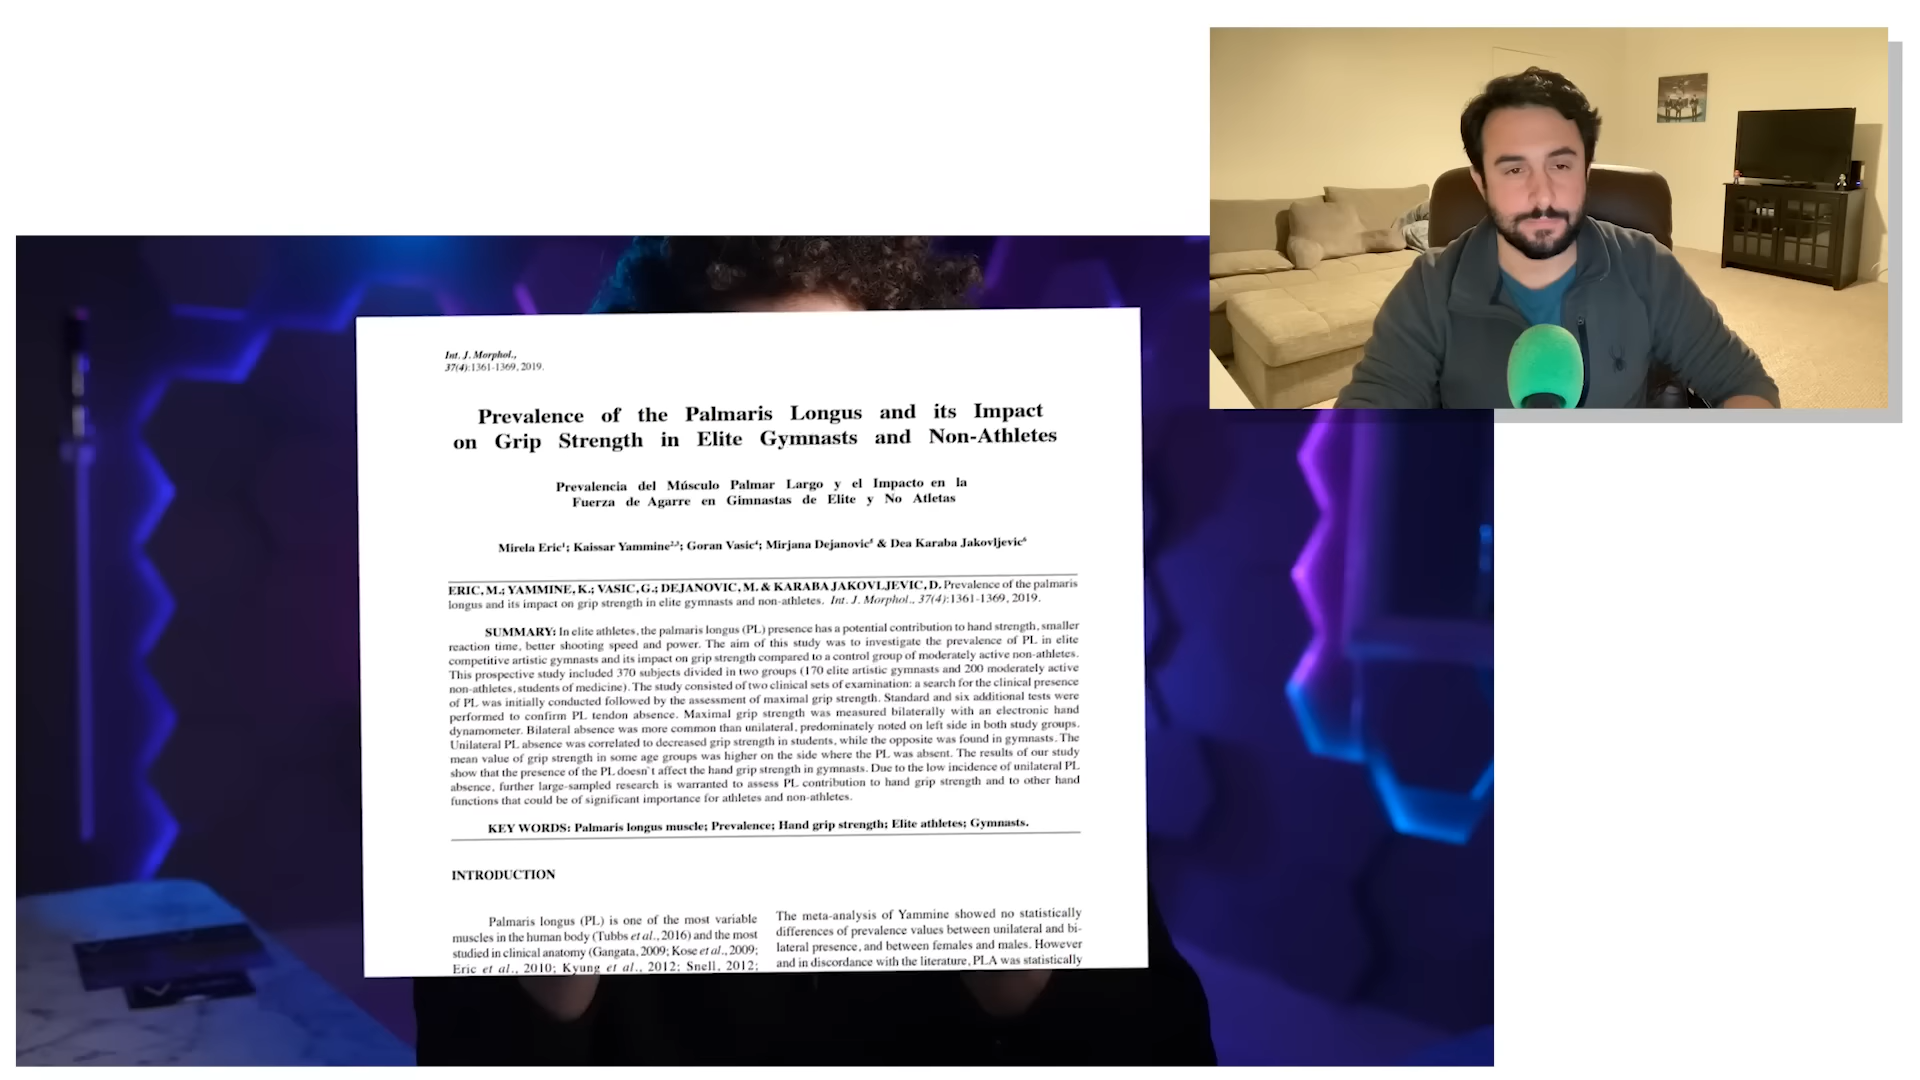 Int. J. Morphol.,
37(4):1361-1369, 2019.
Prevalence of the Palmaris Longus and its Impact
on Grip Strength in Elite Gymnasts and Non-Athletes
Prevalencia del Músculo Palmar Largo y el Impacto en la
Fuerza de Agarre en Gimnastas de Elite y No Atletas
Mirela Eric¹; Kaissar Yammine²,³; Goran Vasic⁴; Mirjana Dejanovic⁵ & Dea Karaba Jakovljevic⁶
ERIC, M.; YAMMINE, K.; VASIC, G.; DEJANOVIC, M. & KARABA JAKOVLJEVIC, D. Prevalence of the palmaris
longus and its impact on grip strength in elite gymnasts and non-athletes. Int. J. Morphol., 37(4):1361-1369, 2019.
SUMMARY: In elite athletes, the palmaris longus (PL) presence has a potential contribution to hand strength, smaller
reaction time, better shooting speed and power. The aim of this study was to investigate the prevalence of PL in elite
competitive artistic gymnasts and its impact on grip strength compared to a control group of moderately active non-athletes.
This prospective study included 370 subjects divided in two groups (170 elite artistic gymnasts and 200 moderately active
non-athletes, students of medicine). The study consisted of two clinical sets of examination: a search for the clinical presence
of PL was initially conducted followed by the assessment of maximal grip strength. Standard and six additional tests were
performed to confirm PL tendon absence. Maximal grip strength was measured bilaterally with an electronic hand
dynamometer. Bilateral absence was more common than unilateral, predominately noted on left side in both study groups.
Unilateral PL absence was correlated to decreased grip strength in students, while the opposite was found in gymnasts. The
mean value of grip strength in some age groups was higher on the side where the PL was absent. The results of our study
show that the presence of the PL doesn't affect the hand grip strength in gymnasts. Due to the low incidence of unilateral PL
absence, further large-sampled research is warranted to assess PL contribution to hand grip strength and to other hand
functions that could be of significant importance for athletes and non-athletes.
KEY WORDS: Palmaris longus muscle; Prevalence; Hand grip strength; Elite athletes; Gymnasts.
INTRODUCTION
Palmaris longus (PL) is one of the most variable
muscles in the human body (Tubbs et al., 2016) and the most
studied in clinical anatomy (Gangata, 2009; Kose et al., 2009;
Eric et al., 2010; Kyung et al., 2012; Snell, 2012;
The meta-analysis of Yammine showed no statistically
differences of prevalence values between unilateral and bi-
lateral presence, and between females and males. However
and in discordance with the literature, PLA was statistically